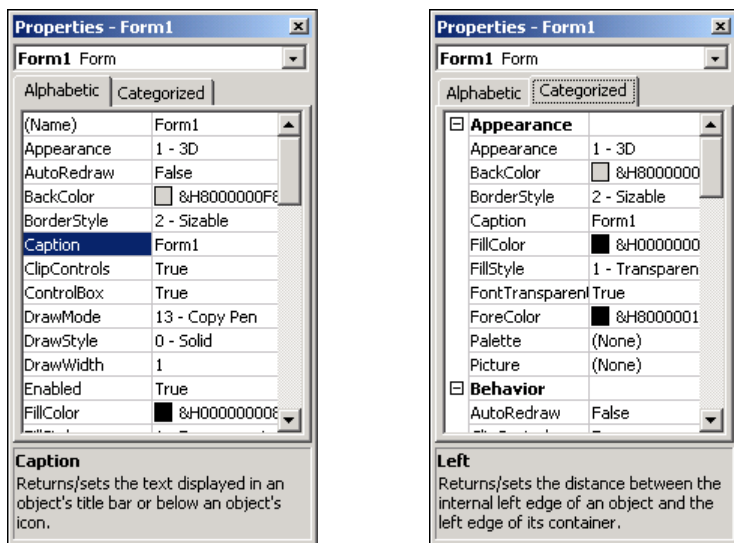 Properties - Form1
Form1 Form
Alphabetic Categorized
(Name) Form1
Appearance 1 - 3D
AutoRedraw False
BackColor &H8000000F&
BorderStyle 2 - Sizable
Caption Form1
ClipControls True
ControlBox True
DrawMode 13 - Copy Pen
DrawStyle 0 - Solid
DrawWidth 1
Enabled True
FillColor &H00000000&
Caption
Returns/sets the text displayed in an
object's title bar or below an object's
icon.
Properties - Form1
Form1 Form
Alphabetic Categorized
Appearance
Appearance 1 - 3D
BackColor &H8000000
BorderStyle 2 - Sizable
Caption Form1
FillColor &H0000000
FillStyle 1 - Transparen
FontTransparent True
ForeColor &H8000001
Palette (None)
Picture (None)
Behavior
AutoRedraw False
Left
Returns/sets the distance between the
internal left edge of an object and the
left edge of its container.